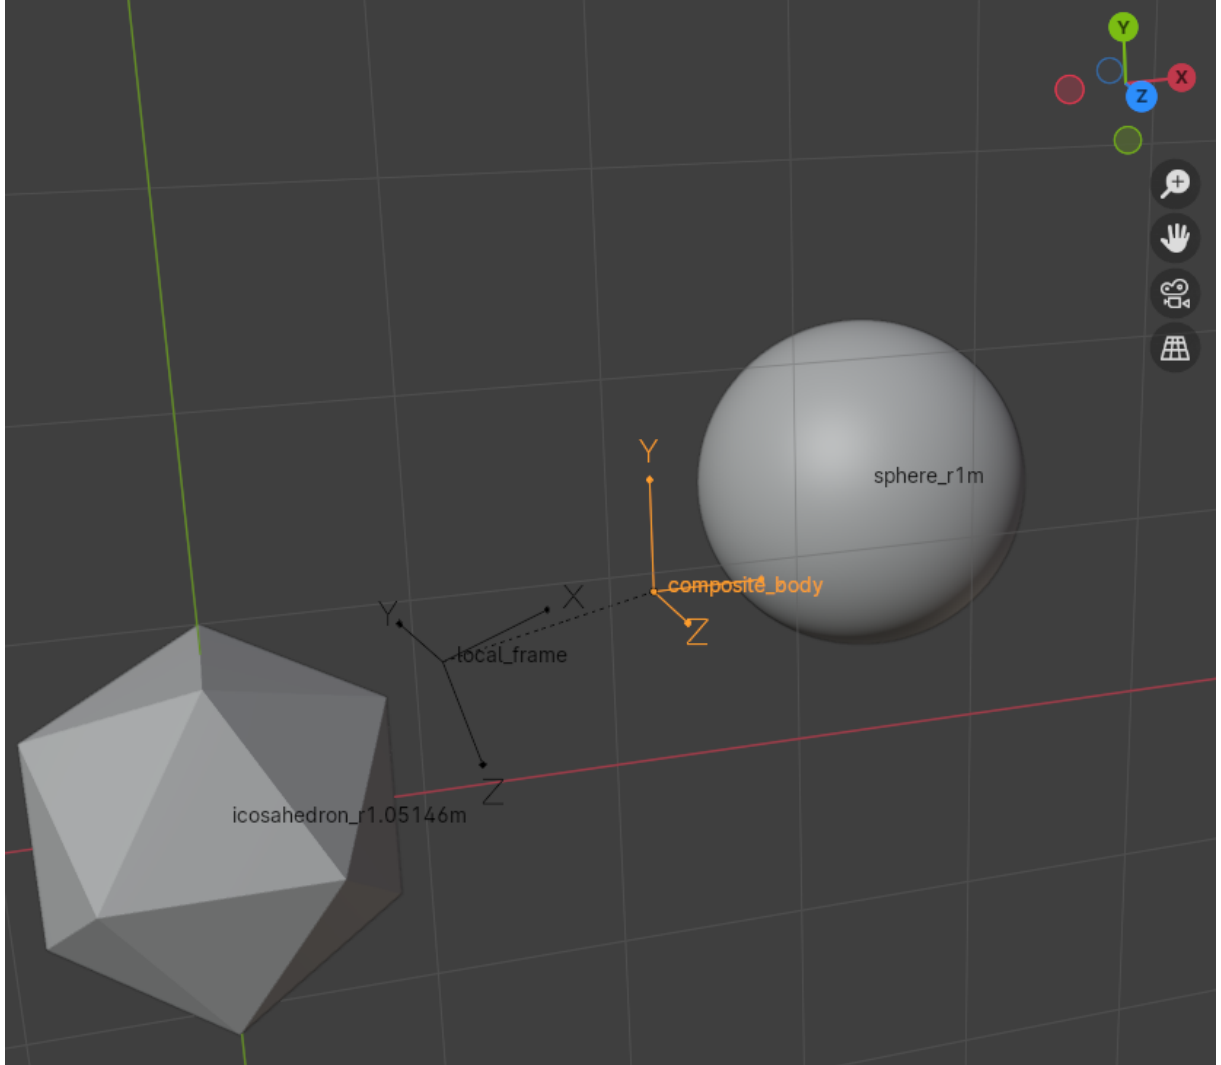 Y
X
Z
sphere_r1m
Y
composite_body
Z
Y
X
local_frame
Z
icosahedron_r1.05146m